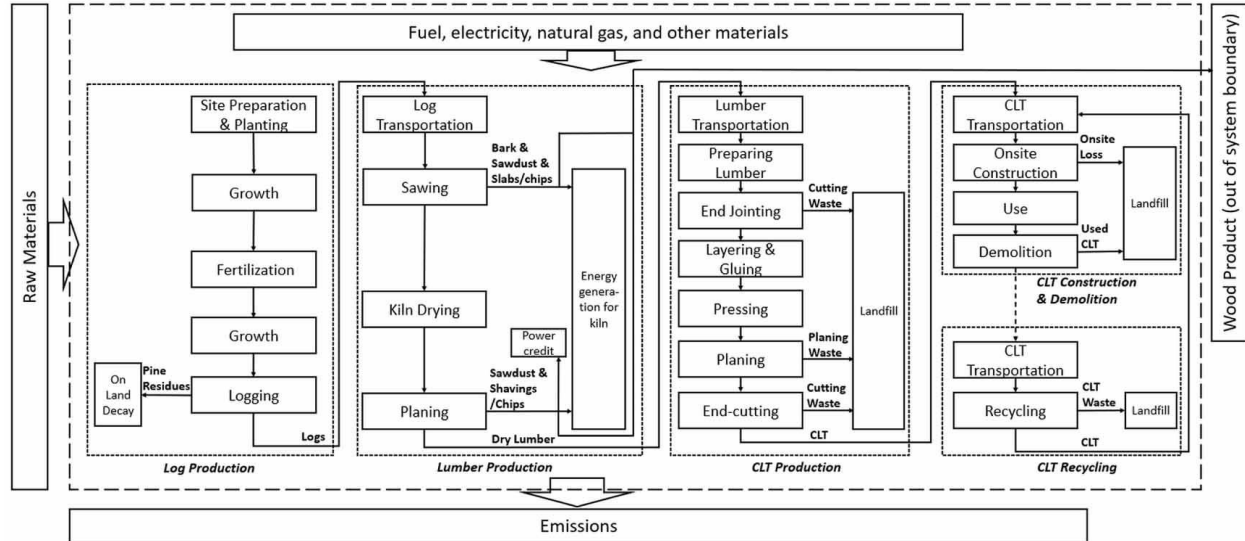 Raw Materials
Fuel, electricity, natural gas, and other materials
Wood Product (out of system boundary)
Site Preparation
& Planting
Growth
Fertilization
Growth
Logging
Pine
Residues
On
Land
Decay
Logs
Log Production
Log
Transportation
Sawing
Bark &
Sawdust &
Slabs/chips
Kiln Drying
Energy
genera-
tion for
kiln
Power
credit
Planing
Sawdust &
Shavings
/Chips
Dry Lumber
Lumber Production
Lumber
Transportation
Preparing
Lumber
End Jointing
Cutting
Waste
Layering &
Gluing
Pressing
Landfill
Planing
Planing
Waste
End-cutting
Cutting
Waste
CLT
CLT Production
CLT
Transportation
Onsite
Construction
Onsite
Loss
Use
Landfill
Demolition
Used
CLT
CLT Construction
& Demolition
CLT
Transportation
Recycling
CLT
Waste
Landfill
CLT
CLT Recycling
Emissions